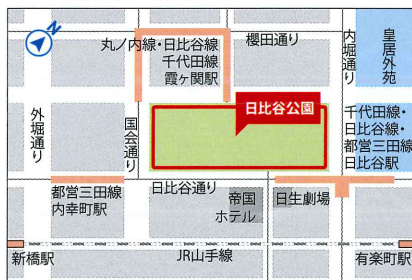 N
丸ノ内線・日比谷線
千代田線
霞ヶ関駅
櫻田通り
内堀通り
皇居外苑
外堀通り
国会通り
日比谷公園
千代田線・
日比谷線・
都営三田線
日比谷駅
都営三田線
内幸町駅
日比谷通り
帝国
ホテル
日生劇場
新橋駅
JR山手線
有楽町駅